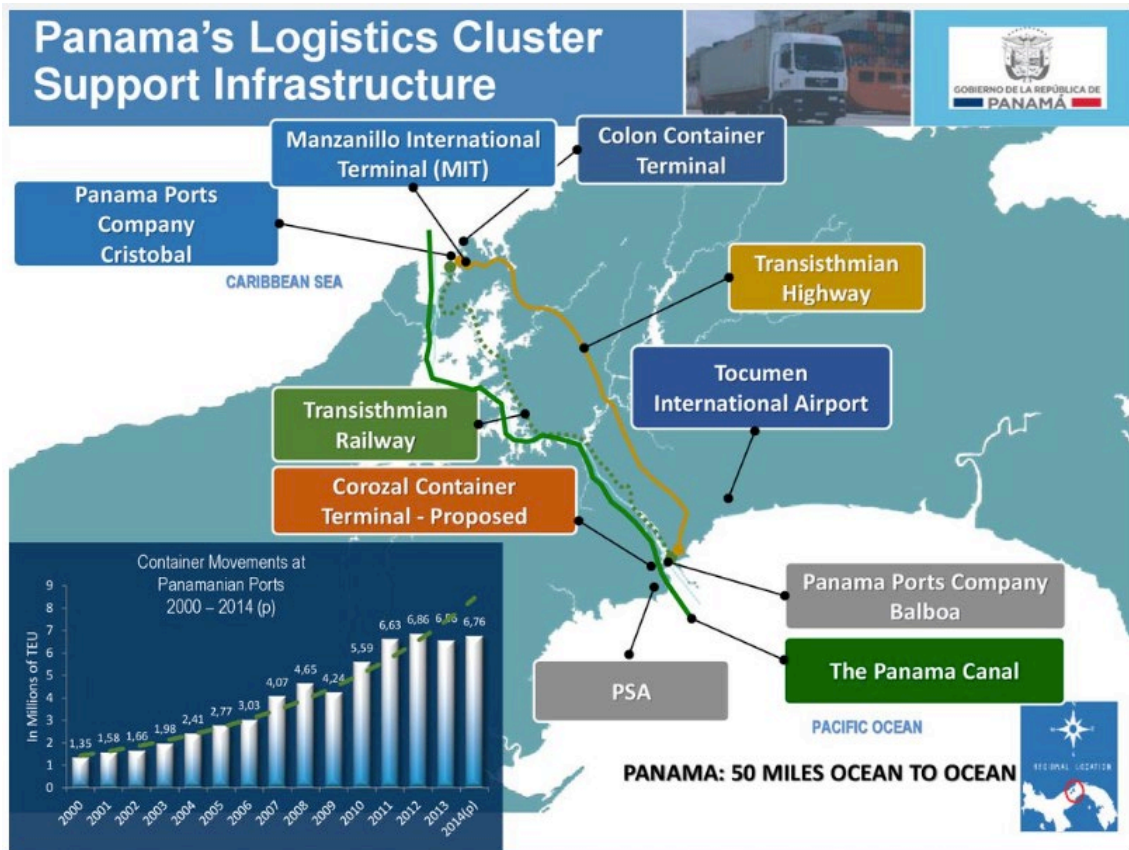 Panama's Logistics Cluster
Support Infrastructure
GOBIERNO DE LA REPÚBLICA DE
PANAMÁ
Manzanillo International
Terminal (MIT)
Colon Container
Terminal
Panama Ports
Company
Cristobal
CARIBBEAN SEA
Transisthmian
Highway
Tocumen
International Airport
Transisthmian
Railway
Corozal Container
Terminal - Proposed
Panama Ports Company
Balboa
PSA
The Panama Canal
PACIFIC OCEAN
PANAMA: 50 MILES OCEAN TO OCEAN
REGIONAL LOCATION
Container Movements at
Panamanian Ports
2000 – 2014 (p)
In Millions of TEU
9
8
7
6
5
4
3
2
1
0
1,35
1,58
1,66
1,98
2,41
2,77
3,03
4,07
4,65
4,24
5,59
6,63
6,86
6,76
2000
2001
2002
2003
2004
2005
2006
2007
2008
2009
2010
2011
2012
2013
2014(p)